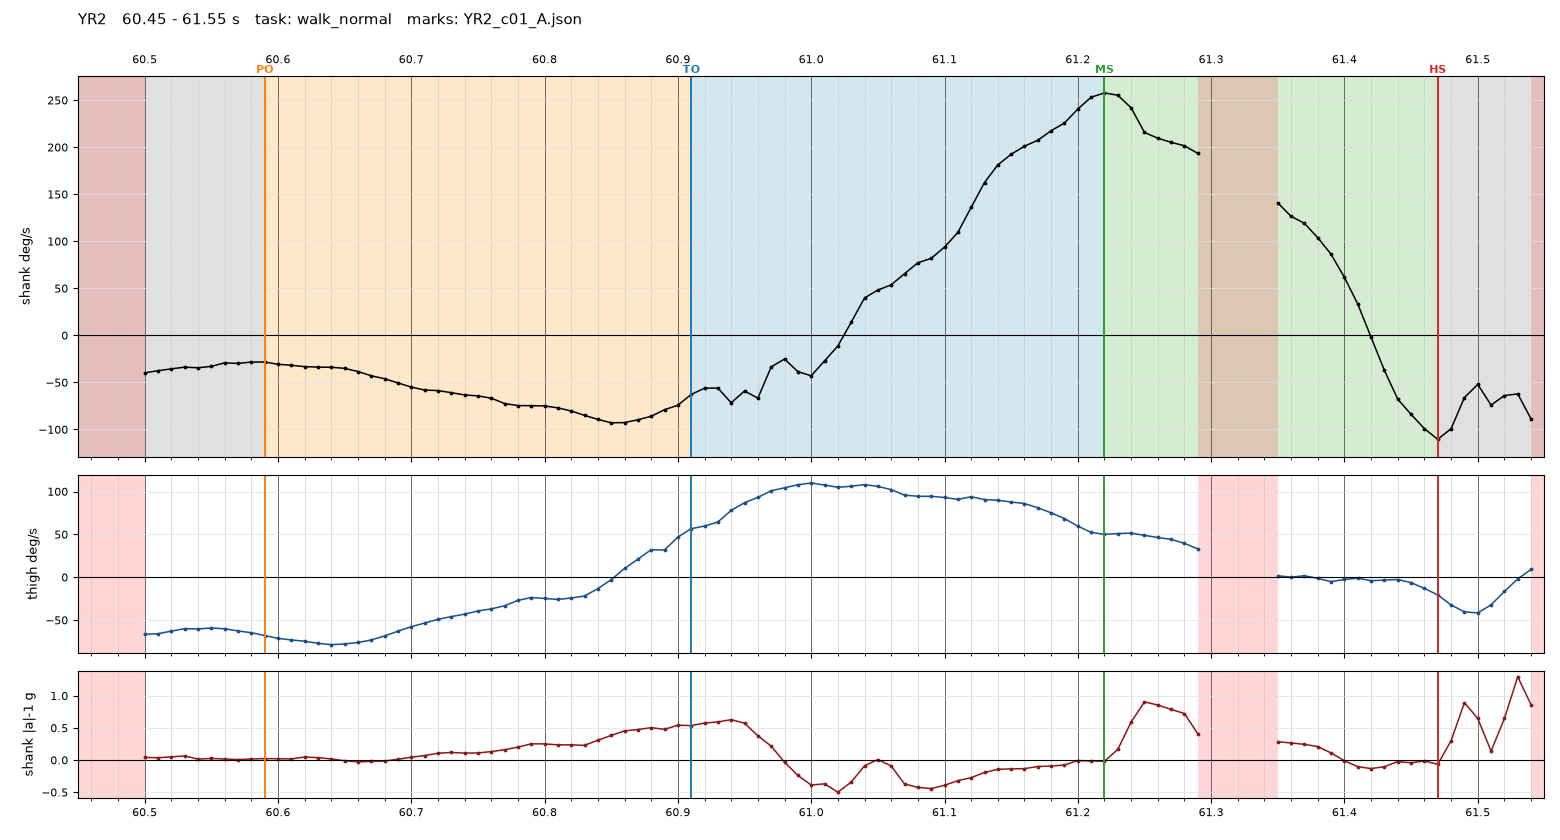 YR2   60.45 - 61.55 s   task: walk_normal   marks: YR2_c01_A.json
60.5 60.6 60.7 60.8 60.9 61.0 61.1 61.2 61.3 61.4 61.5
PO TO MS HS
250
200
150
100
50
0
−50
−100
shank deg/s
100
50
0
−50
thigh deg/s
1.0
0.5
0.0
−0.5
shank |a|-1 g
60.5 60.6 60.7 60.8 60.9 61.0 61.1 61.2 61.3 61.4 61.5